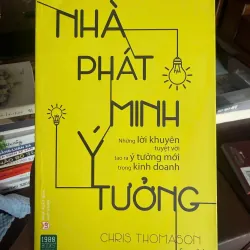 NHÀ
PHÁT
MINH
Những lời khuyên
tuyệt vời
tạo ra ý tưởng mới
trong kinh doanh
Ý
TƯỞNG
CHRIS THOMASON
1980
BOOKS